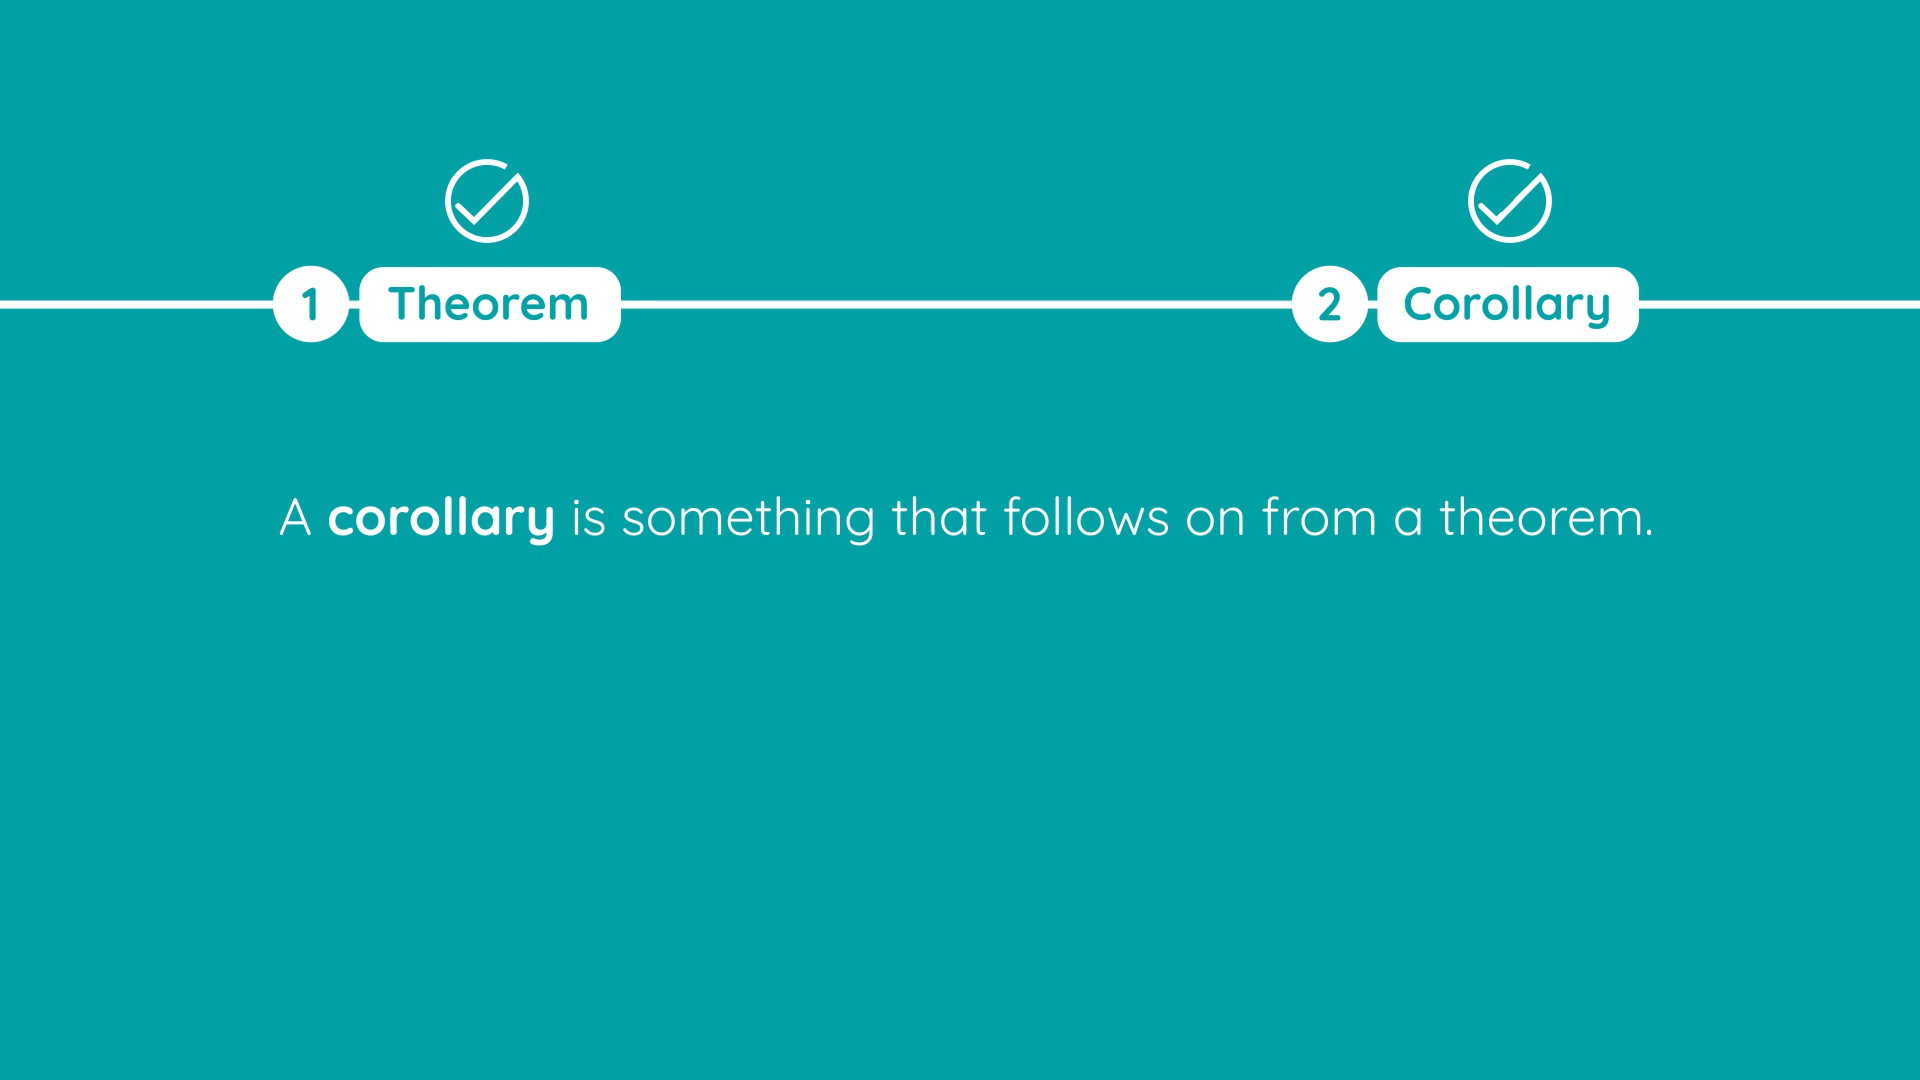 1 Theorem 2 Corollary
A corollary is something that follows on from a theorem.